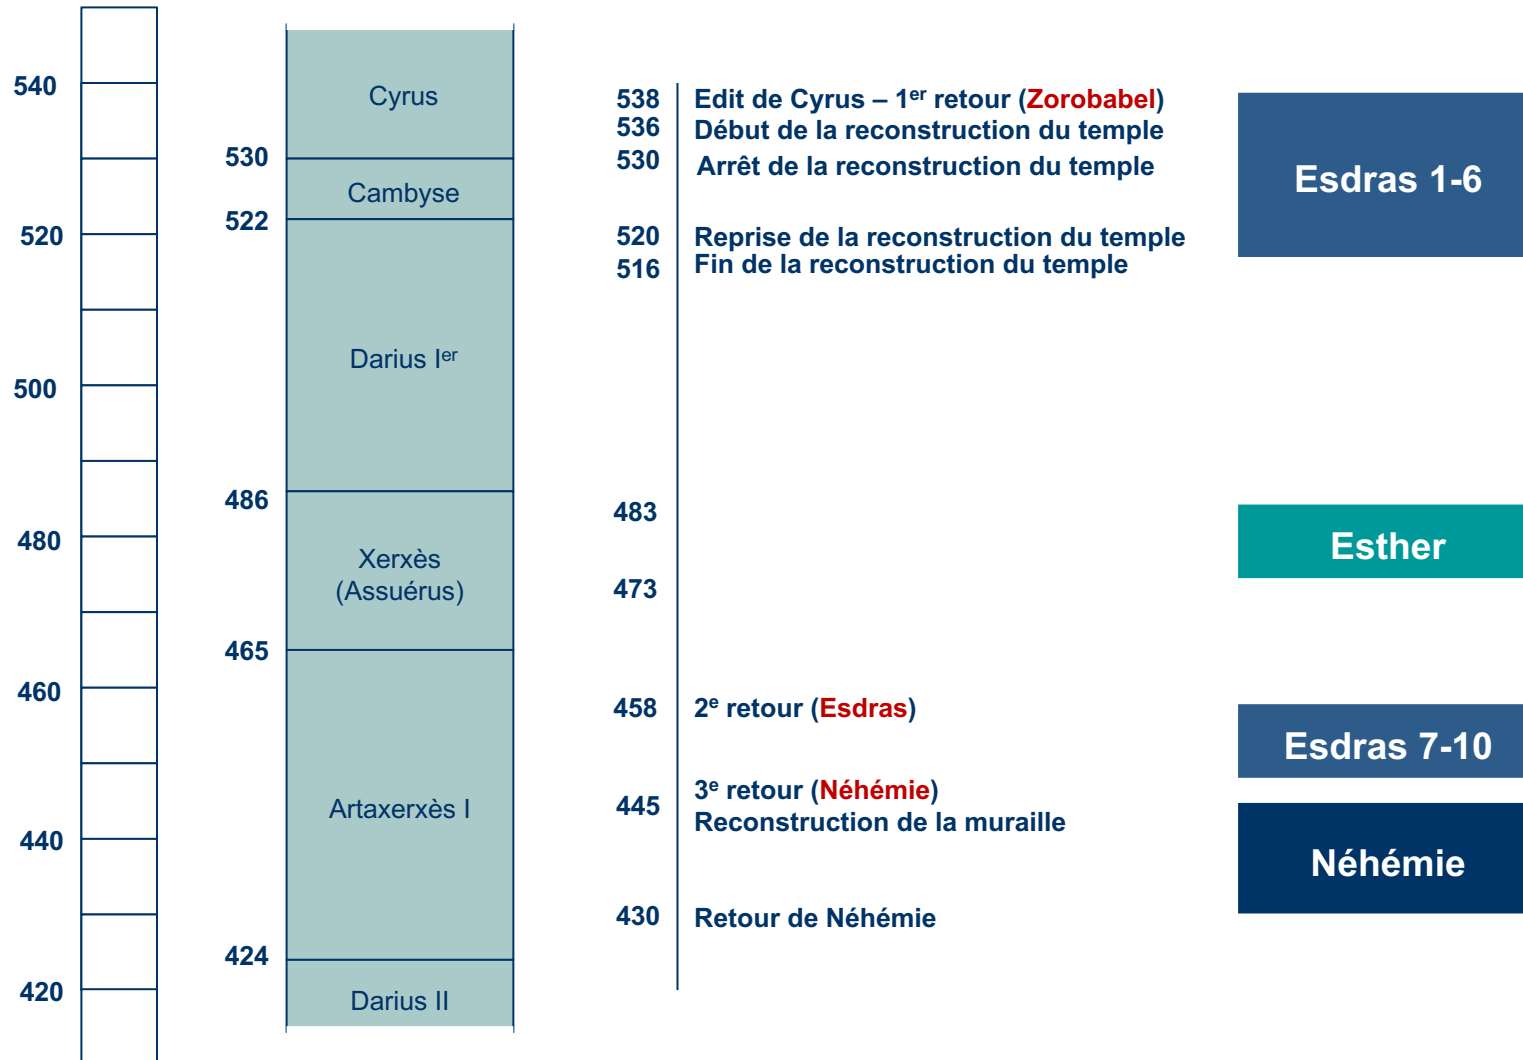 540
520
500
480
460
440
420
530
522
486
465
424
Cyrus
Cambyse
Darius Ier
Xerxès
(Assuérus)
Artaxerxès I
Darius II
538 Edit de Cyrus – 1er retour (Zorobabel)
536 Début de la reconstruction du temple
530 Arrêt de la reconstruction du temple
520 Reprise de la reconstruction du temple
516 Fin de la reconstruction du temple
483
473
458 2e retour (Esdras)
3e retour (Néhémie)
445
Reconstruction de la muraille
430 Retour de Néhémie
Esdras 1-6
Esther
Esdras 7-10
Néhémie